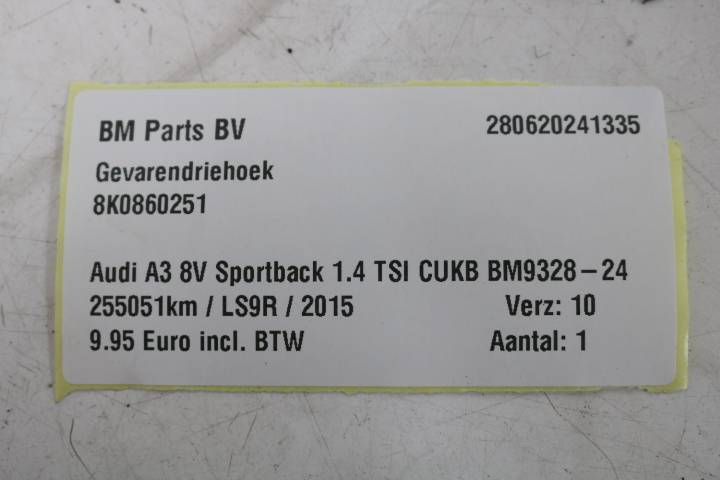 BM Parts BV 280620241335
Gevarendriehoek
8K0860251
Audi A3 8V Sportback 1.4 TSI CUKB BM9328-24
255051km / LS9R / 2015 Verz: 10
9.95 Euro incl. BTW Aantal: 1